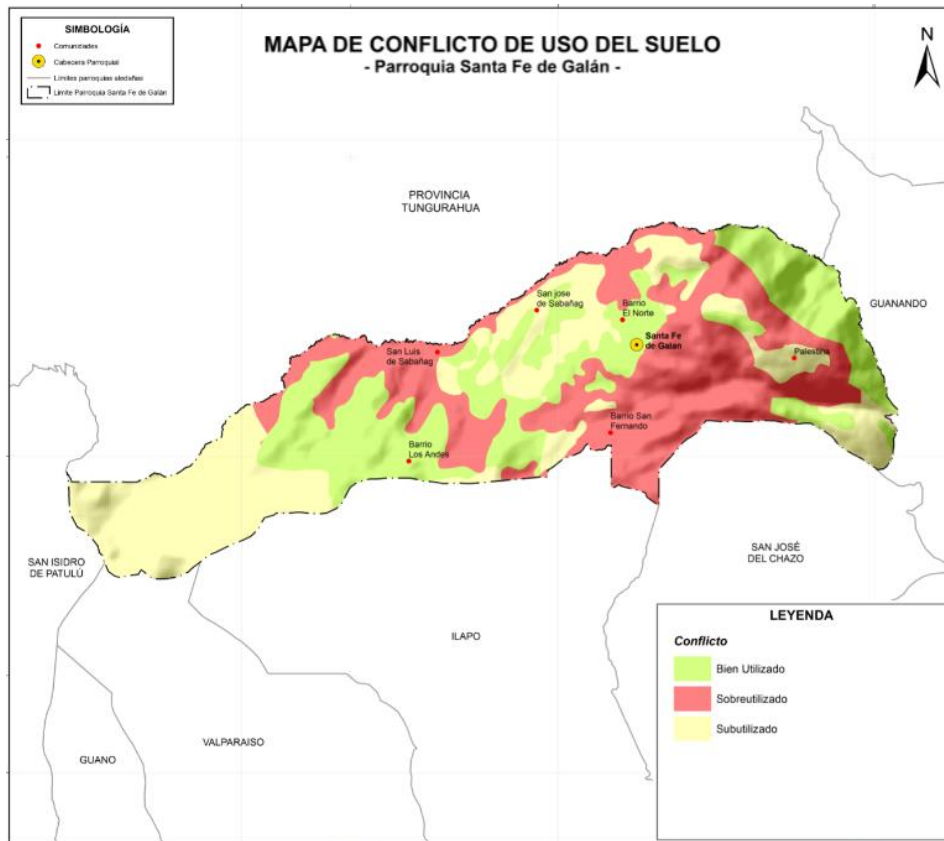 SIMBOLOGÍA
Comunidades
Cabecera Parroquial
Límites parroquias aledañas
Límite Parroquia Santa Fe de Galán
MAPA DE CONFLICTO DE USO DEL SUELO
- Parroquia Santa Fe de Galán -
N
PROVINCIA
TUNGURAHUA
GUANANDO
San jose
de Sabañag
Barrio
El Norte
Santa Fe
de Galan
Palestina
San Luis
de Sabañag
Barrio San
Fernando
Barrio
Los Andes
SAN ISIDRO
DE PATULÚ
SAN JOSÉ
DEL CHAZO
ILAPO
VALPARAISO
GUANO
LEYENDA
Conflicto
Bien Utilizado
Sobreutilizado
Subutilizado